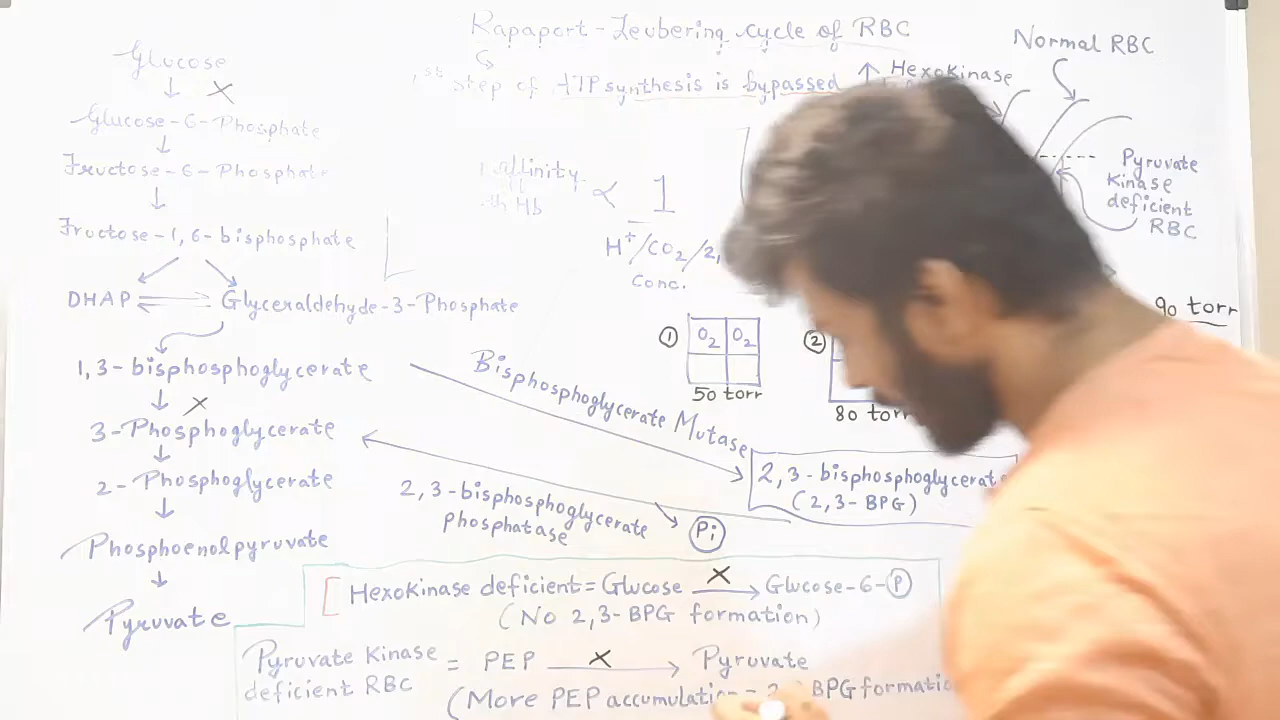 Rapaport-Leubering cycle of RBC
1st step of ATP synthesis is bypassed
↑ Hexokinase
Normal RBC
Pyruvate
Kinase
deficient
RBC
Glucose
X
Glucose-6-Phosphate
Fructose-6-Phosphate
Fructose-1,6-bisphosphate
DHAP
Glyceraldehyde-3-Phosphate
1,3-bisphosphoglycerate
X
3-Phosphoglycerate
2-Phosphoglycerate
Phosphoenolpyruvate
Pyruvate
affinity
Hb
∝ 1
H+/CO2/2,
Conc.
① O2 O2
50 torr
②
80 torr
90 torr
Bisphosphoglycerate Mutase
2,3-bisphosphoglycerate
(2,3-BPG)
2,3-bisphosphoglycerate
phosphatase
Pi
Hexokinase deficient = Glucose X Glucose-6-P
(No 2,3-BPG formation)
Pyruvate Kinase
deficient RBC
= PEP X Pyruvate
(More PEP accumulation = BPG formatio